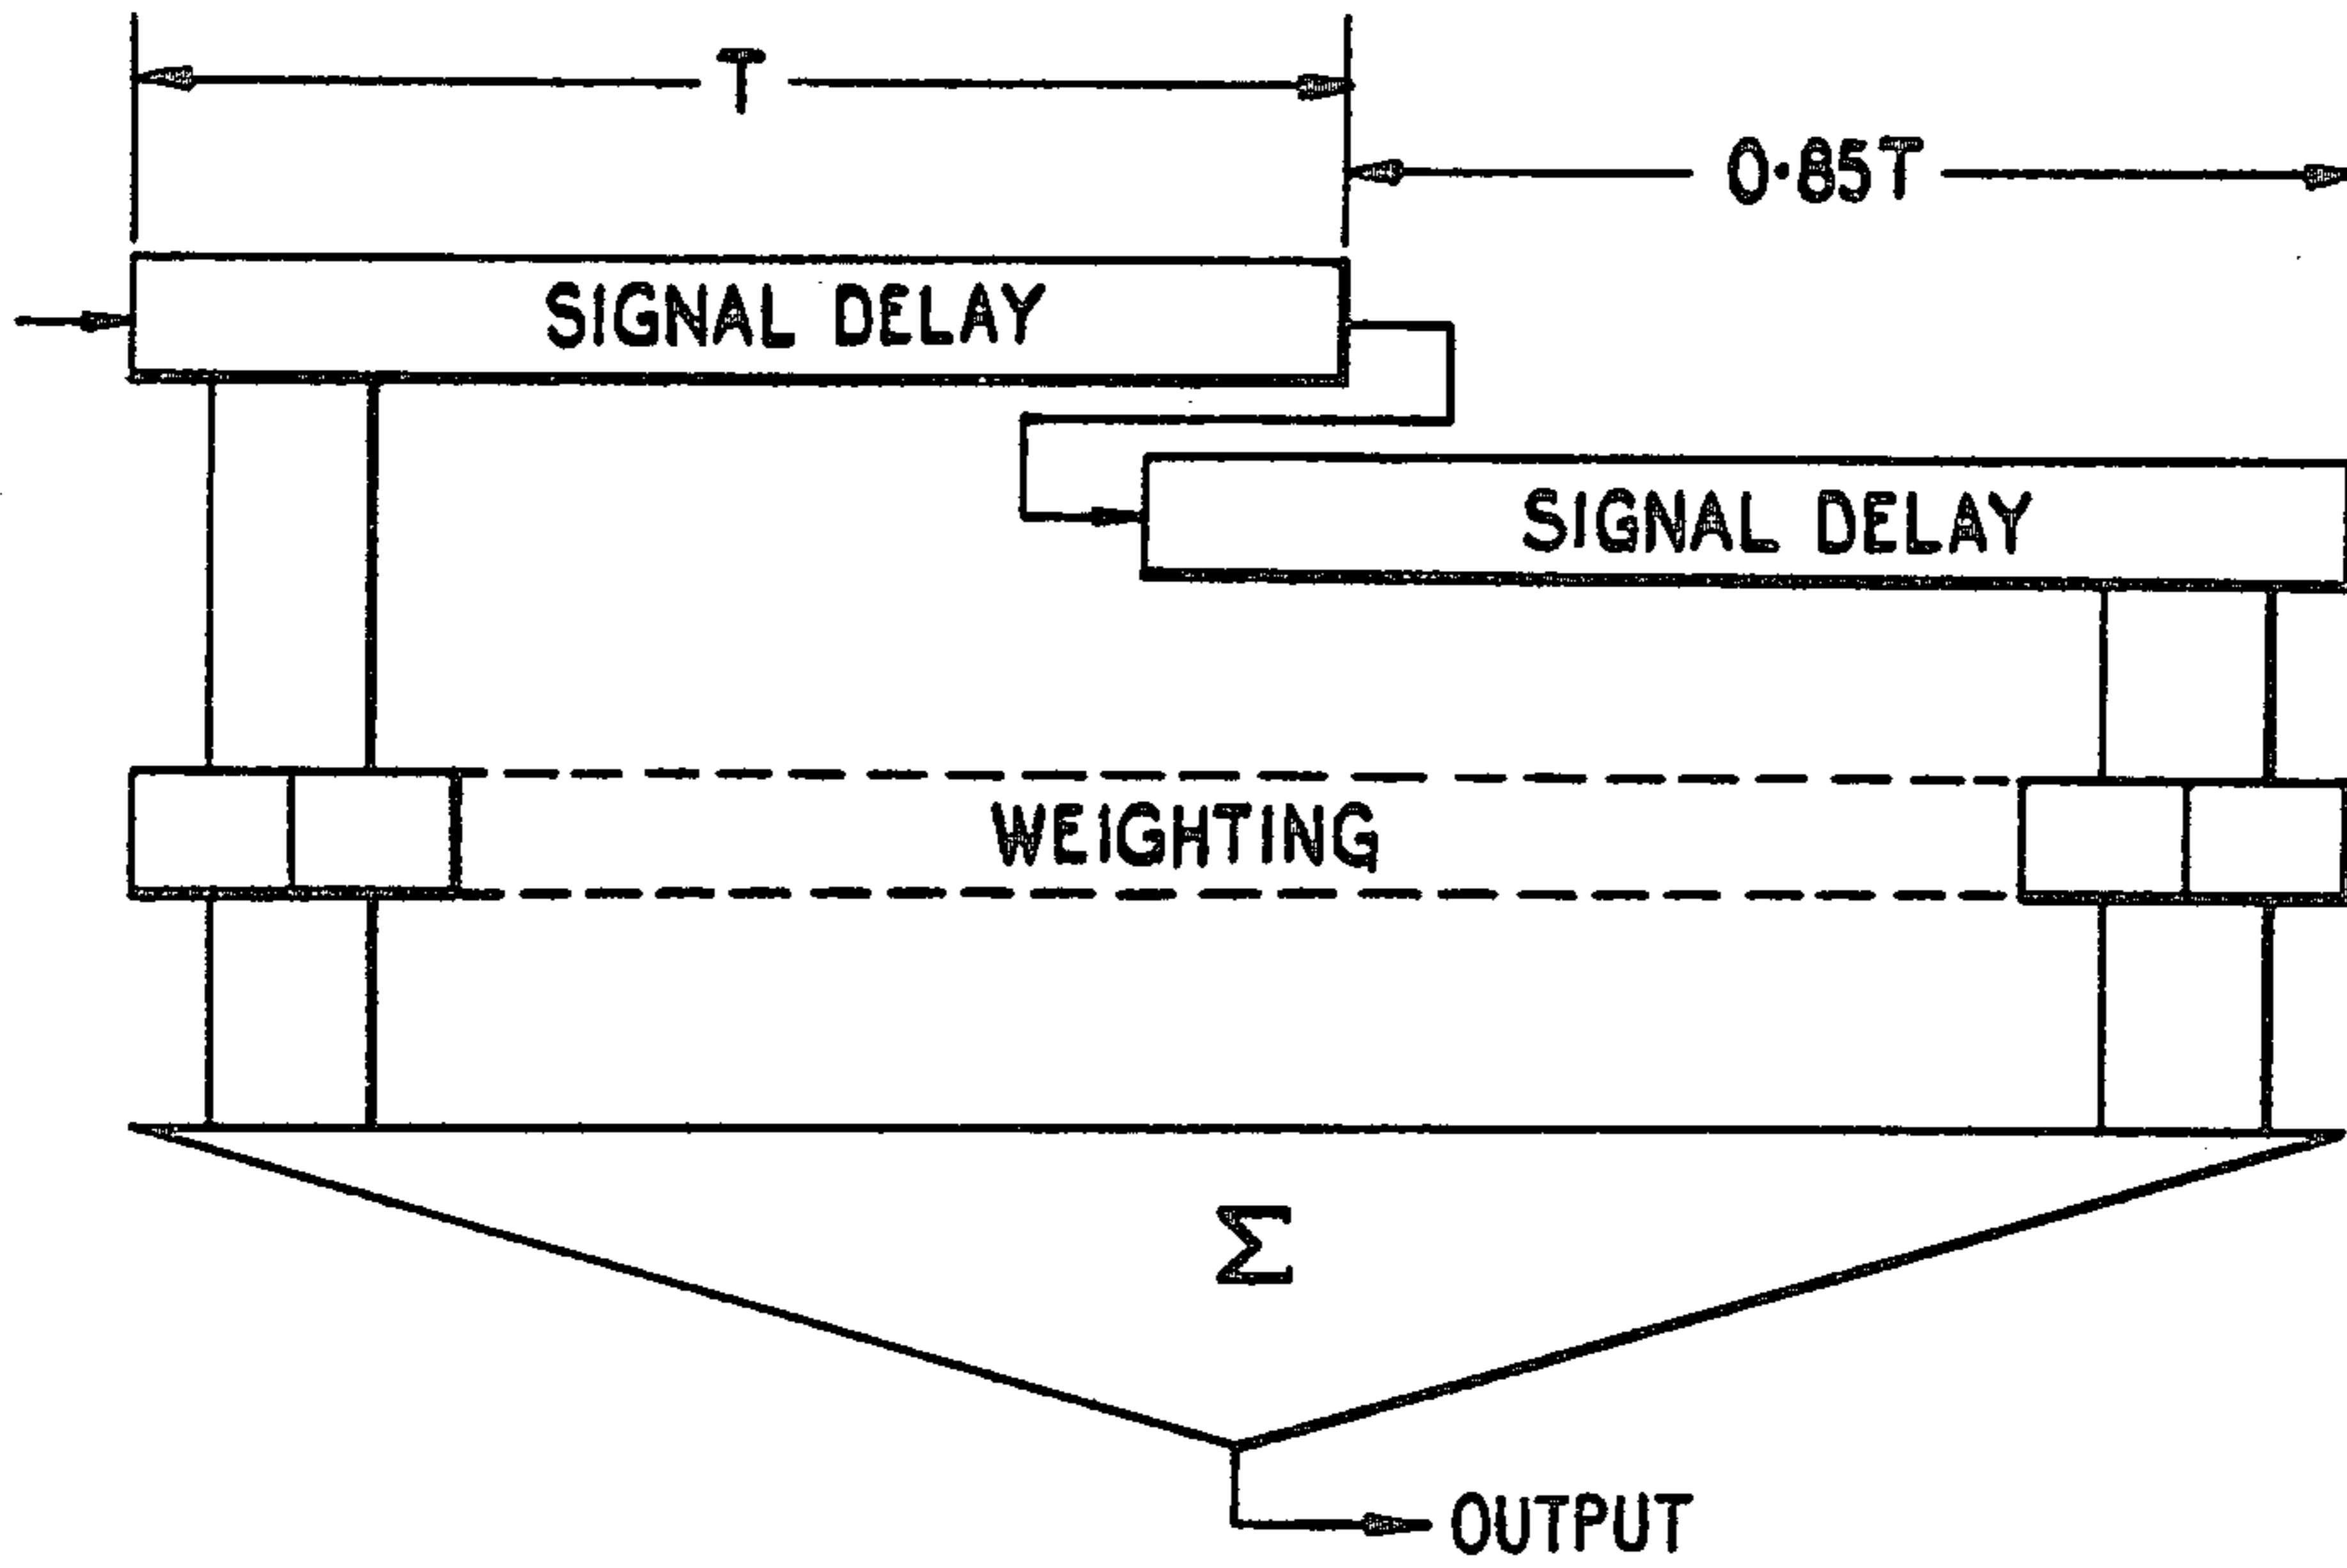 T
0·85T
SIGNAL DELAY
SIGNAL DELAY
WEIGHTING
Σ
OUTPUT